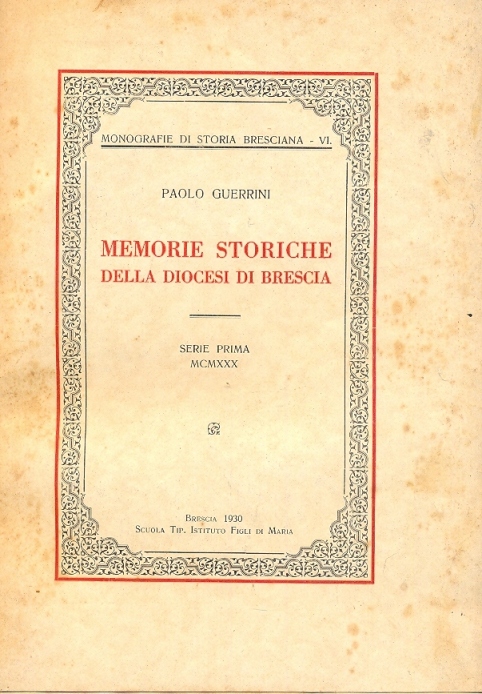 MONOGRAFIE DI STORIA BRESCIANA - VI.
PAOLO GUERRINI
MEMORIE STORICHE
DELLA DIOCESI DI BRESCIA
SERIE PRIMA
MCMXXX
BRESCIA 1930
SCUOLA TIP. ISTITUTO FIGLI DI MARIA